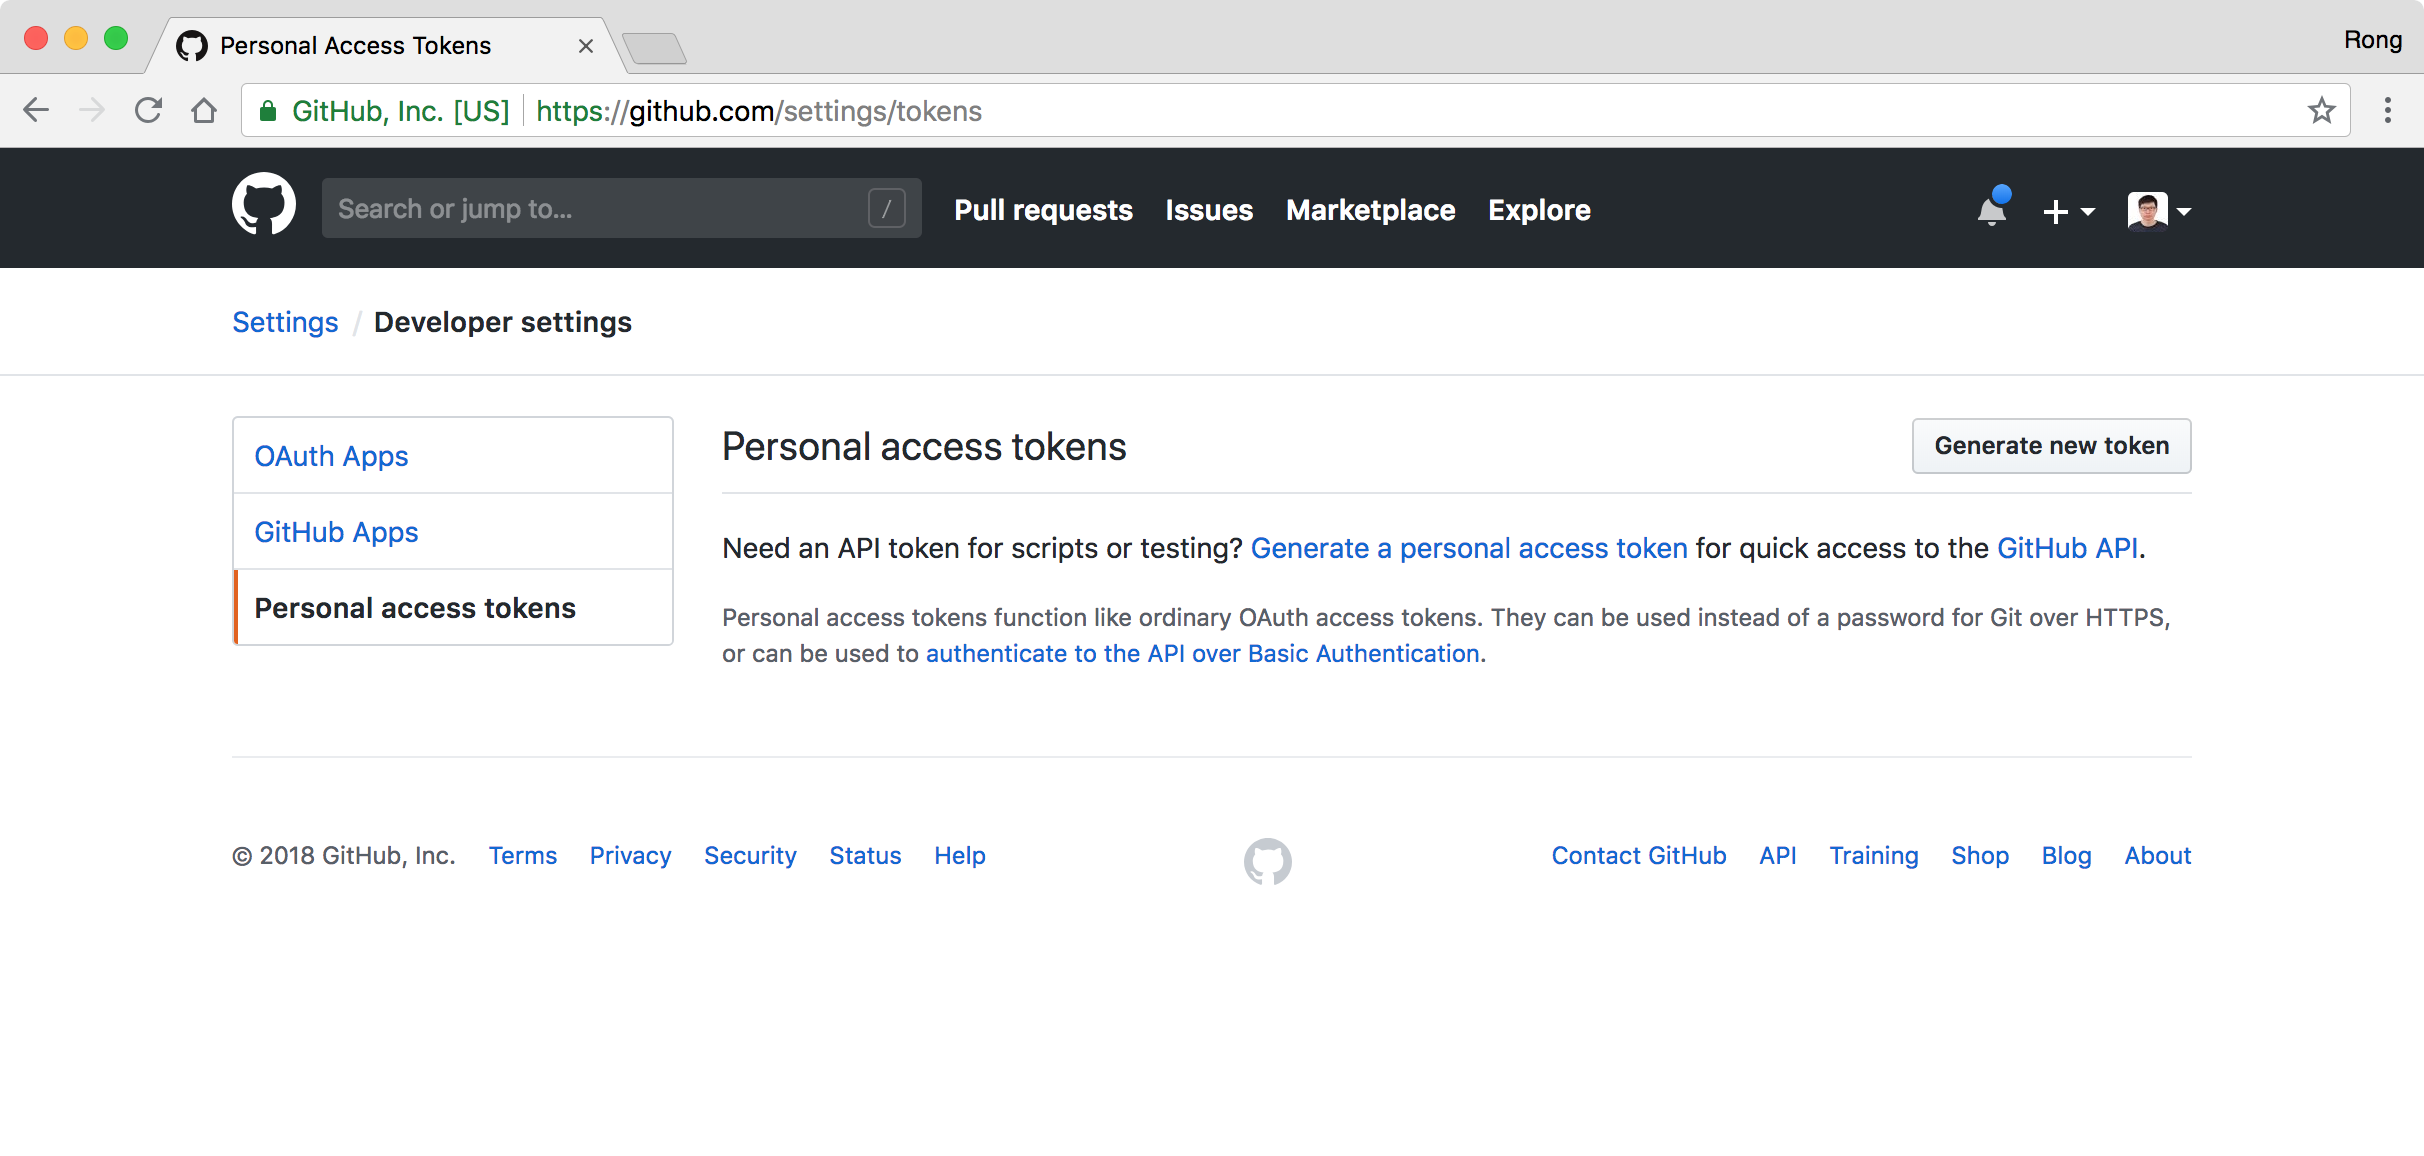 Personal Access Tokens
Rong
GitHub, Inc. [US] https://github.com/settings/tokens
Search or jump to... / Pull requests Issues Marketplace Explore
Settings / Developer settings
OAuth Apps
GitHub Apps
Personal access tokens
Personal access tokens
Generate new token
Need an API token for scripts or testing? Generate a personal access token for quick access to the GitHub API.
Personal access tokens function like ordinary OAuth access tokens. They can be used instead of a password for Git over HTTPS,
or can be used to authenticate to the API over Basic Authentication.
© 2018 GitHub, Inc. Terms Privacy Security Status Help Contact GitHub API Training Shop Blog About